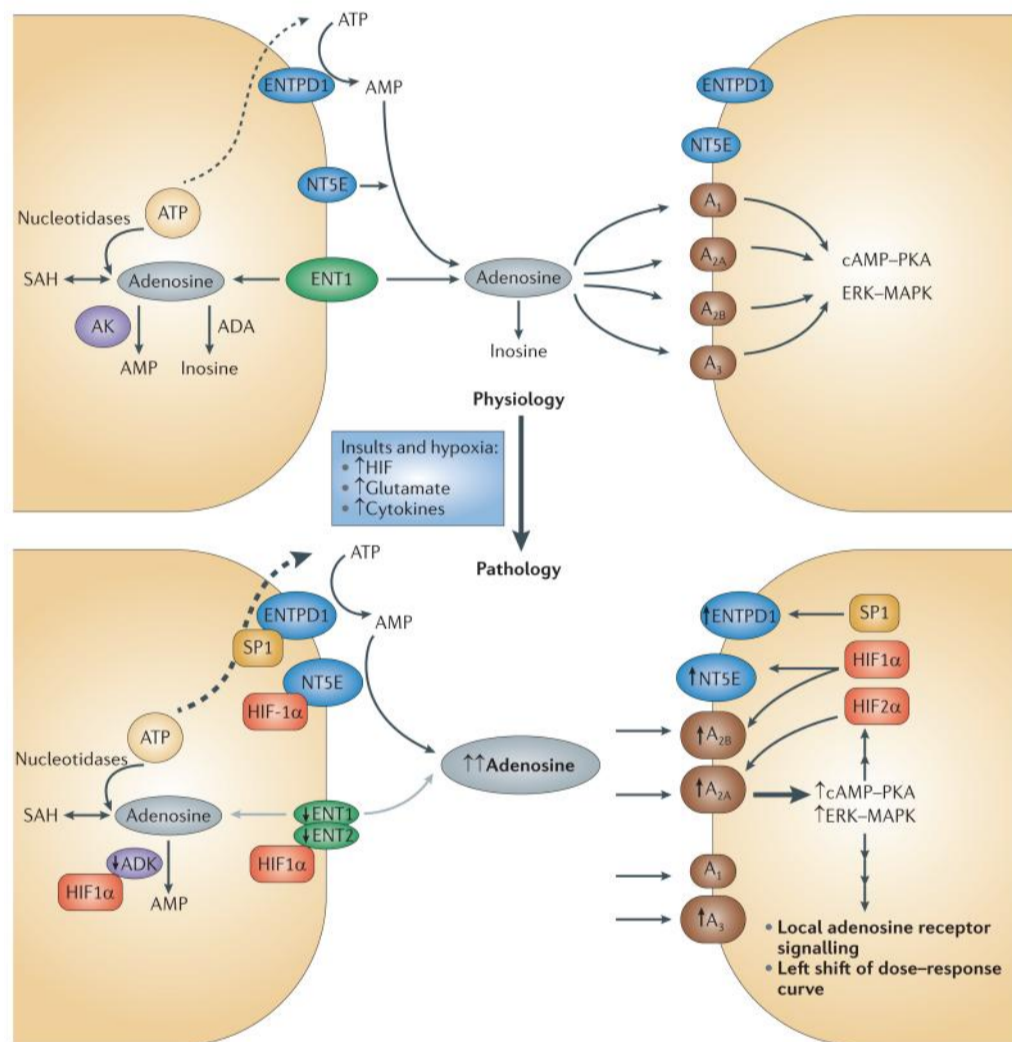 ATP
ENTPD1
AMP
NT5E
Nucleotidases
ATP
SAH
Adenosine
ENT1
Adenosine
AK
ADA
AMP
Inosine
Inosine
ENTPD1
NT5E
A1
A2A
A2B
A3
cAMP–PKA
ERK–MAPK
Physiology
Insults and hypoxia:
• ↑HIF
• ↑Glutamate
• ↑Cytokines
Pathology
ATP
ENTPD1
AMP
SP1
NT5E
HIF-1α
ATP
Nucleotidases
SAH
Adenosine
↓ENT1
↓ENT2
HIF1α
↓ADK
HIF1α
AMP
↑↑Adenosine
↑ENTPD1
SP1
↑NT5E
HIF1α
HIF2α
↑A2B
↑A2A
↑cAMP–PKA
↑ERK–MAPK
A1
↑A3
• Local adenosine receptor
signalling
• Left shift of dose–response
curve